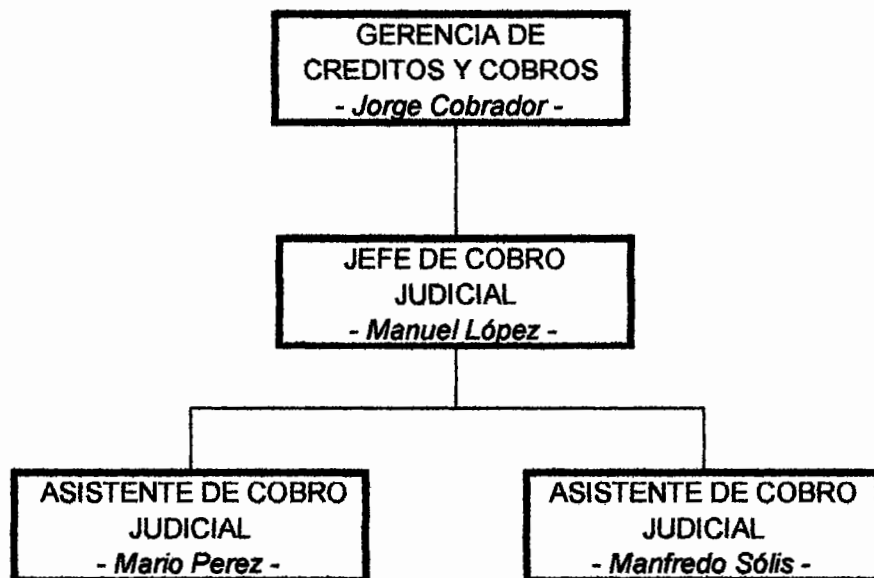 GERENCIA DE
CREDITOS Y COBROS
- Jorge Cobrador -
JEFE DE COBRO
JUDICIAL
- Manuel López -
ASISTENTE DE COBRO
JUDICIAL
- Mario Perez -
ASISTENTE DE COBRO
JUDICIAL
- Manfredo Sólis -